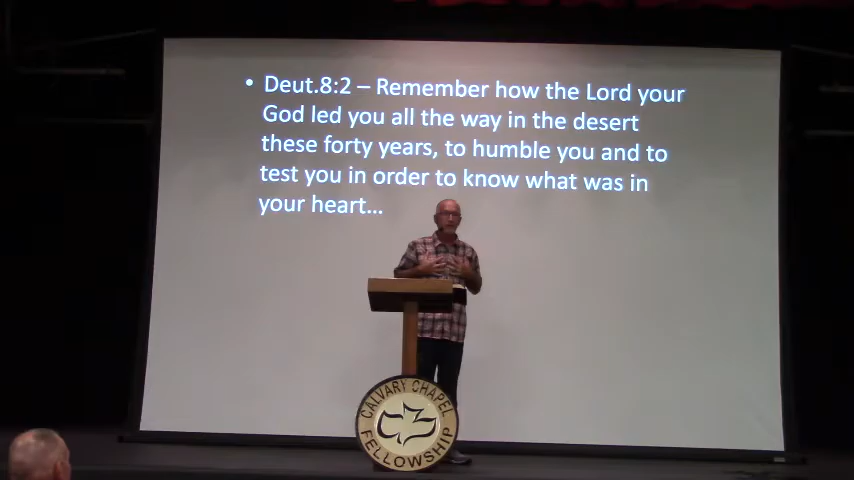 • Deut.8:2 – Remember how the Lord your
God led you all the way in the desert
these forty years, to humble you and to
test you in order to know what was in
your heart...
CALVARY CHAPEL
FELLOWSHIP